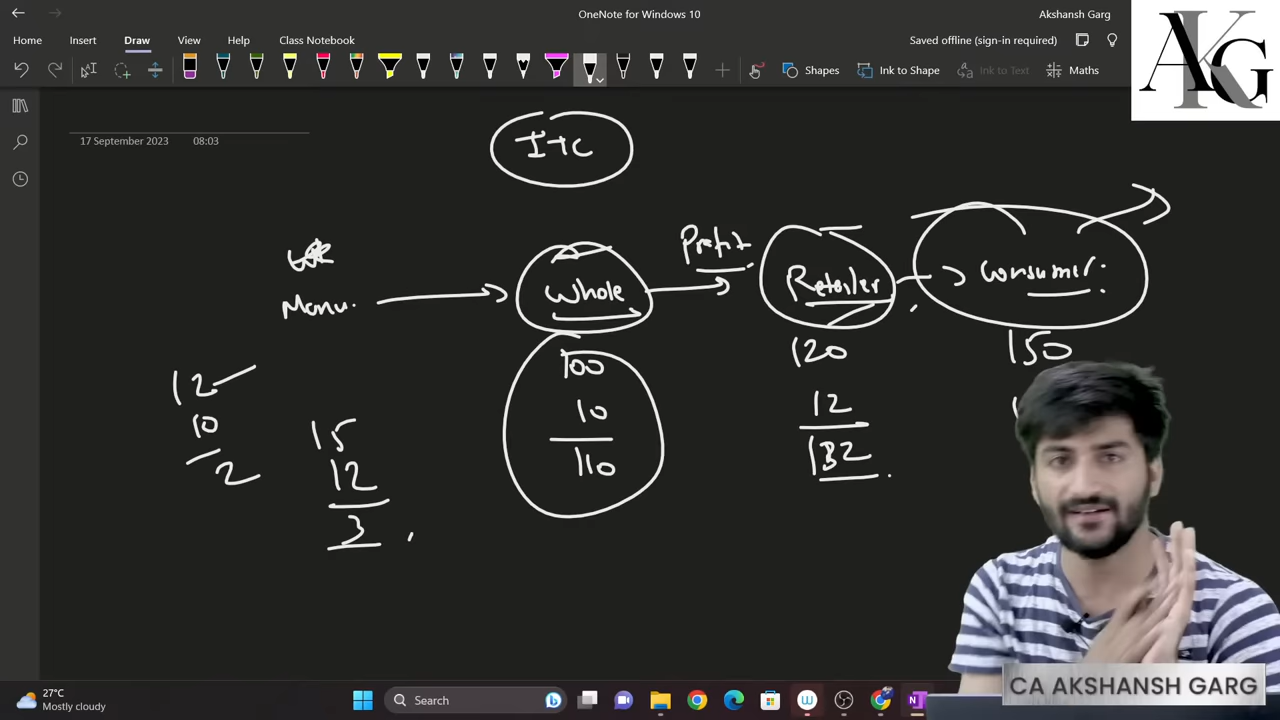 OneNote for Windows 10
Akshansh Garg
Home Insert Draw View Help Class Notebook
Saved offline (sign-in required)
Shapes
Ink to Shape
Ink to Text
Maths
AKG
17 September 2023 08:03
ITC
Manu.
Whole
Profit
Retailer
Consumer
100
10
110
120
12
132
150
12
10
2
15
12
3
CA AKSHANSH GARG
27°C
Mostly cloudy
Search